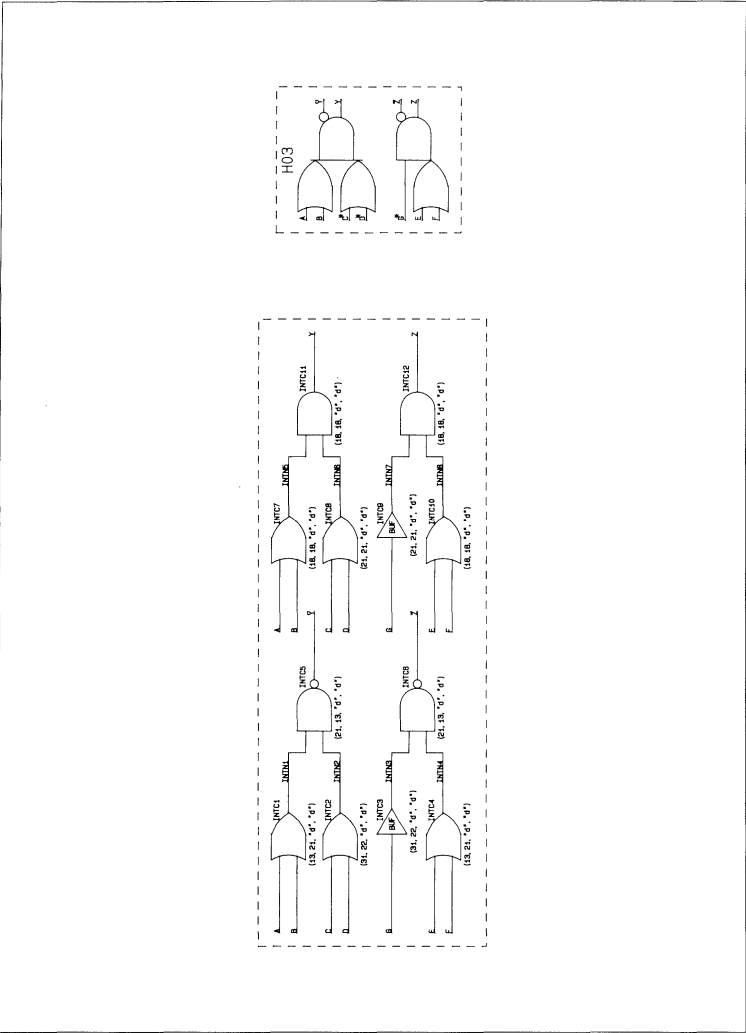 H03
A
B
*C
*D
Y̅
Y
*G
E
F
Z̅
Z
A
B
C
D
INTC7
(18, 18, "d", "d")
INTN5
INTC8
(21, 21, "d", "d")
INTN6
INTC11
(18, 18, "d", "d")
Y
G
BUF
INTC9
(21, 21, "d", "d")
INTN7
E
F
INTC10
(18, 18, "d", "d")
INTN8
INTC12
(18, 18, "d", "d")
Z
A
B
C
D
INTC1
(13, 21, "d", "d")
INTN1
INTC2
(31, 22, "d", "d")
INTN2
INTC5
(21, 13, "d", "d")
Y̅
G
BUF
INTC3
(31, 22, "d", "d")
INTN3
E
F
INTC4
(13, 21, "d", "d")
INTN4
INTC6
(21, 13, "d", "d")
Z̅